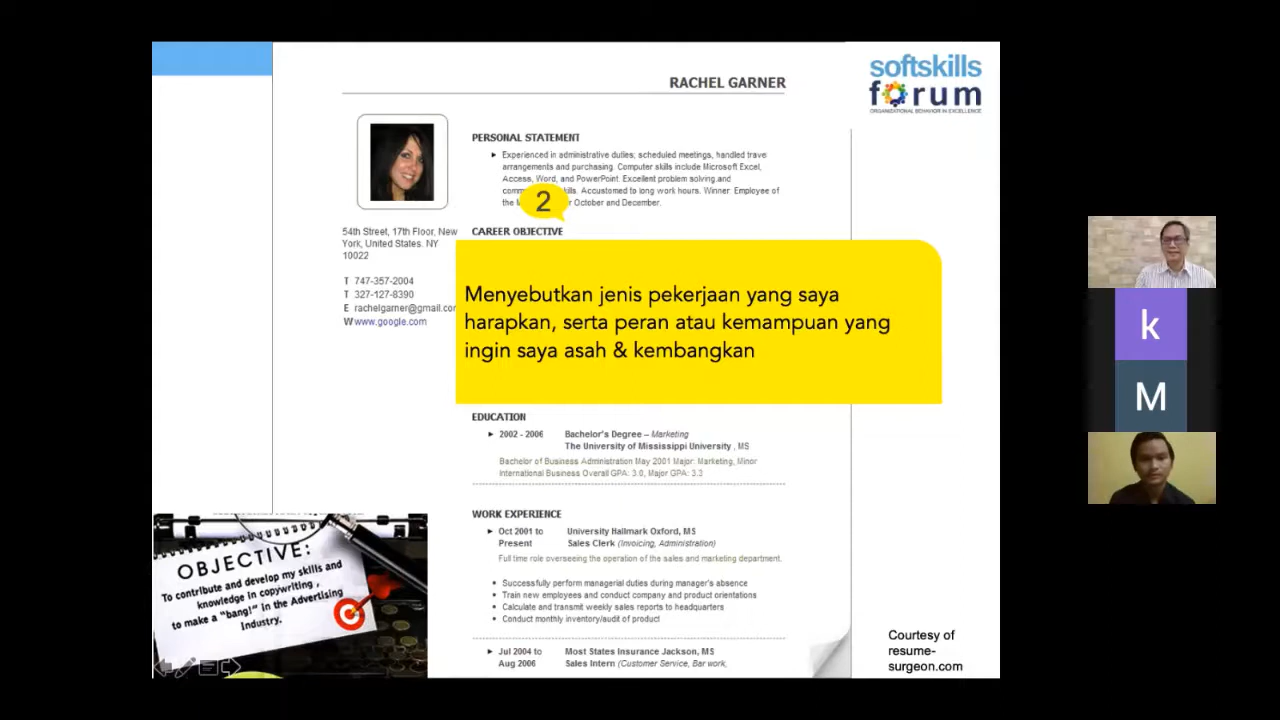 softskills
forum
ORGANIZATIONAL BEHAVIOR IN EXCELLENCE
RACHEL GARNER
PERSONAL STATEMENT
Experienced in administrative duties; scheduled meetings, handled travel
arrangements and purchasing. Computer skills include Microsoft Excel,
Access, Word, and PowerPoint. Excellent problem solving and
skills. Accustomed to long work hours. Winner Employee of
the October and December.
2
54th Street, 17th Floor, New
York, United States. NY
10022
T 747-357-2004
T 327-127-8390
E rachelgarner@gmail.com
W www.google.com
CAREER OBJECTIVE
Menyebutkan jenis pekerjaan yang saya
harapkan, serta peran atau kemampuan yang
ingin saya asah & kembangkan
EDUCATION
2002 - 2006 Bachelor's Degree – Marketing
The University of Mississippi University , MS
Bachelor of Business Administration May 2001 Major: Marketing, Minor
International Business Overall GPA: 3.0, Major GPA: 3.3
WORK EXPERIENCE
Oct 2001 to University Hallmark Oxford, MS
Present Sales Clerk (Invoicing, Administration)
Full time role overseeing the operation of the sales and marketing department.
Successfully perform managerial duties during manager's absence
Train new employees and conduct company and product orientations
Calculate and transmit weekly sales reports to headquarters
Conduct monthly inventory/audit of product
Jul 2004 to Most States Insurance Jackson, MS
Aug 2006 Sales Intern (Customer Service, Bar work,
OBJECTIVE:
To contribute and develop my skills and
knowledge in copywriting ,
to make a "bang!" in the Advertising
Industry.
Courtesy of
resume-
surgeon.com
k
M